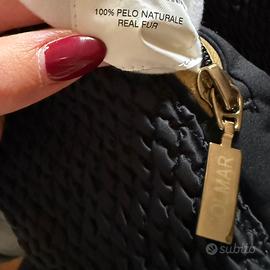 100% PELO NATURALE
REAL FUR
OLMAR
subito